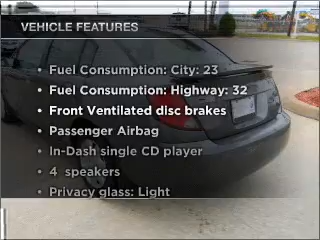 VEHICLE FEATURES
• Fuel Consumption: City: 23
• Fuel Consumption: Highway: 32
• Front Ventilated disc brakes
• Passenger Airbag
• In-Dash single CD player
• 4 speakers
• Privacy glass: Light